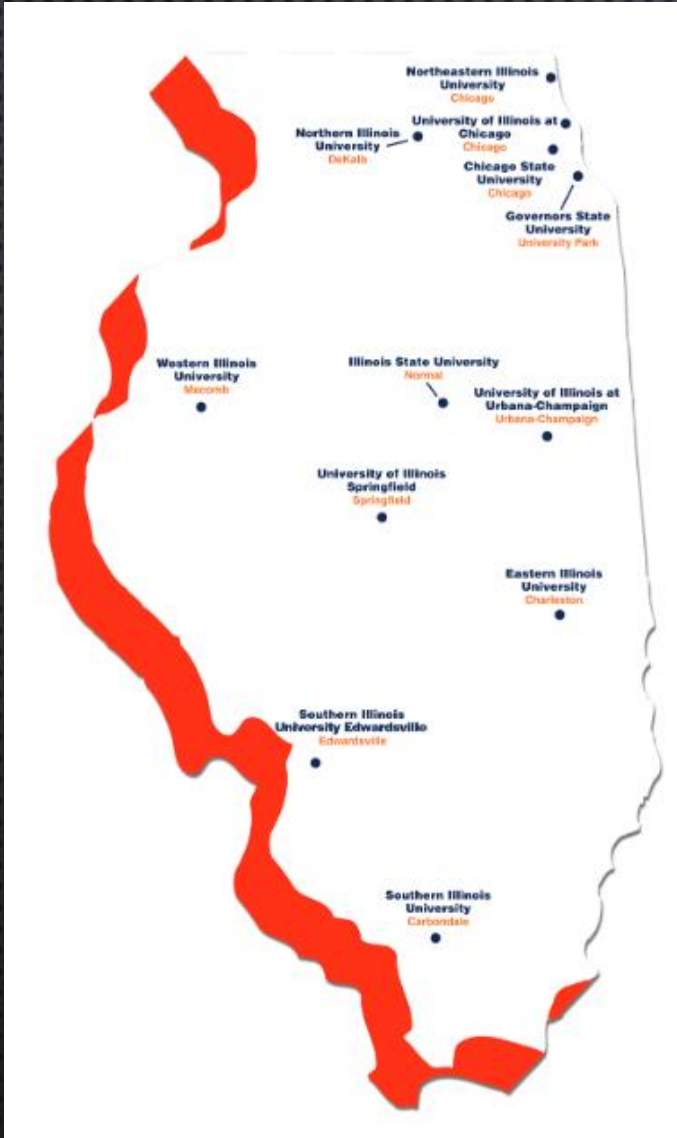 Northeastern Illinois
University
Chicago
University of Illinois at
Chicago
Chicago
Northern Illinois
University
DeKalb
Chicago State
University
Chicago
Governors State
University
University Park
Western Illinois
University
Macomb
Illinois State University
Normal
University of Illinois at
Urbana-Champaign
Urbana-Champaign
University of Illinois
Springfield
Springfield
Eastern Illinois
University
Charleston
Southern Illinois
University Edwardsville
Edwardsville
Southern Illinois
University
Carbondale